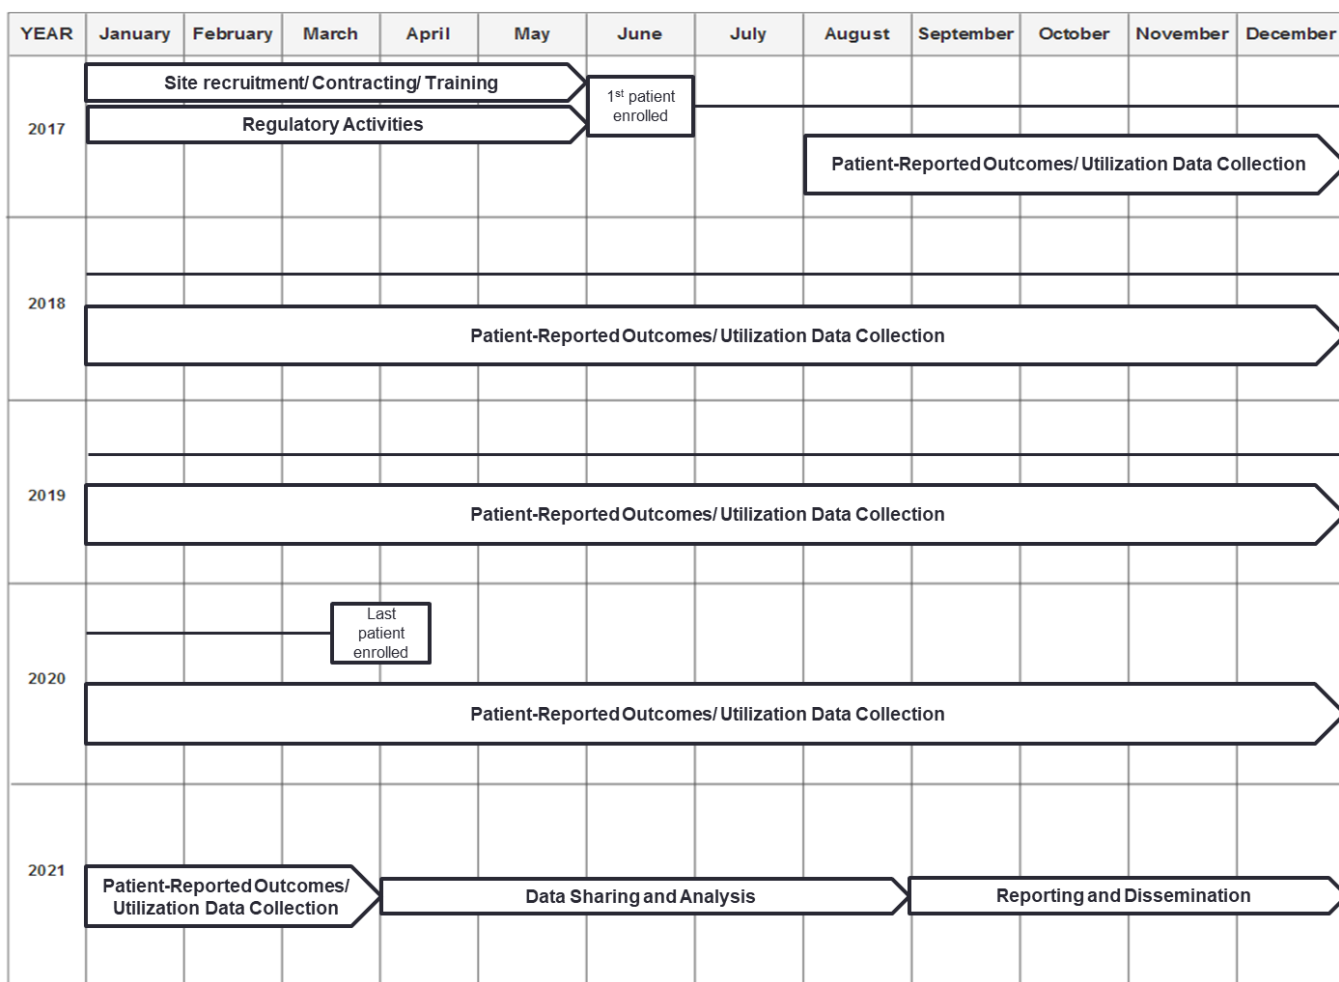 YEAR January February March April May June July August September October November December
2017
Site recruitment/ Contracting/ Training
Regulatory Activities
1st patient
enrolled
Patient-Reported Outcomes/ Utilization Data Collection
2018
Patient-Reported Outcomes/ Utilization Data Collection
2019
Patient-Reported Outcomes/ Utilization Data Collection
2020
Last
patient
enrolled
Patient-Reported Outcomes/ Utilization Data Collection
2021
Patient-Reported Outcomes/
Utilization Data Collection
Data Sharing and Analysis
Reporting and Dissemination